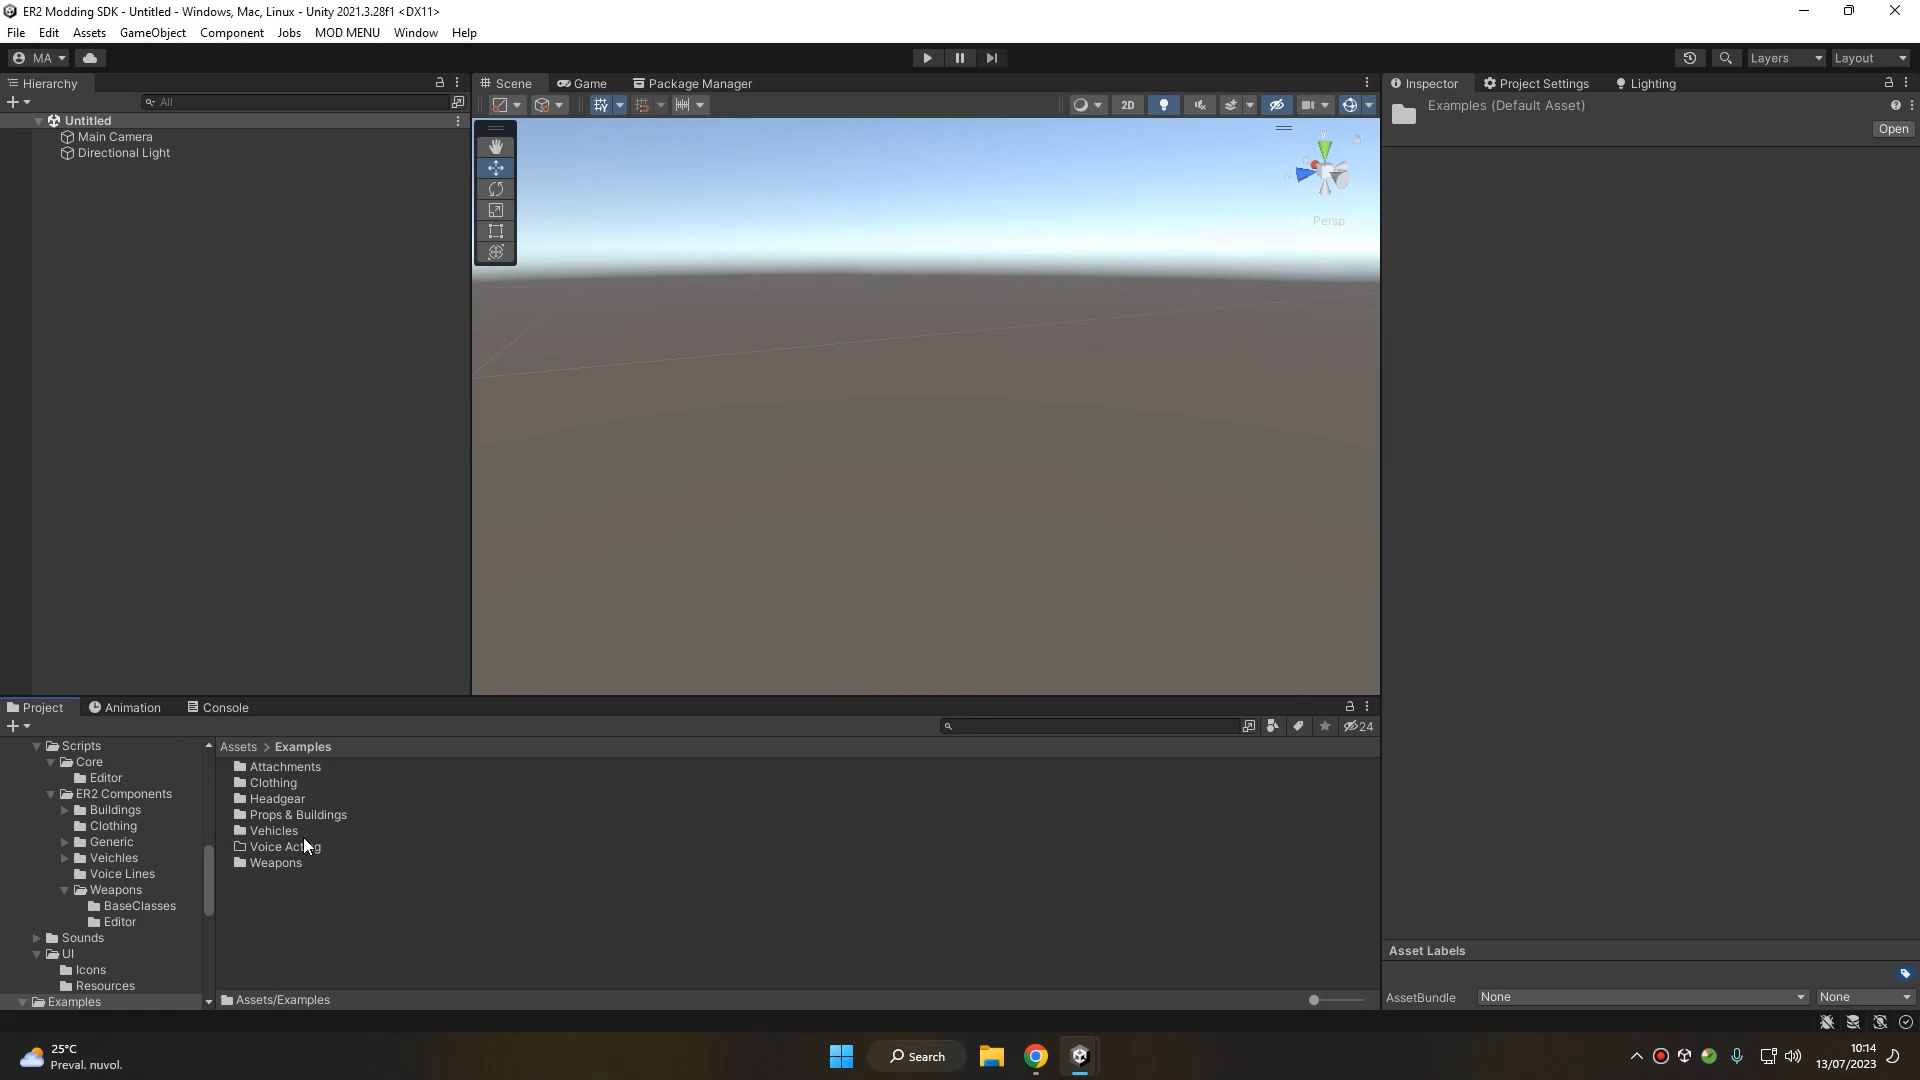 ER2 Modding SDK - Untitled - Windows, Mac, Linux - Unity 2021.3.28f1 <DX11>
File Edit Assets GameObject Component Jobs MOD MENU Window Help
MA Layers Layout
Hierarchy Scene Game Package Manager Inspector Project Settings Lighting
All 2D Examples (Default Asset)
Open
Untitled
Main Camera
Directional Light
y
Persp
Project Animation Console
24
Scripts
Core
Editor
ER2 Components
Buildings
Clothing
Generic
Veichles
Voice Lines
Weapons
BaseClasses
Editor
Sounds
UI
Icons
Resources
Examples
Assets > Examples
Attachments
Clothing
Headgear
Props & Buildings
Vehicles
Weapons
Assets/Examples
Asset Labels
AssetBundle None None
25°C
Preval. nuvol.
Search
10:14
13/07/2023